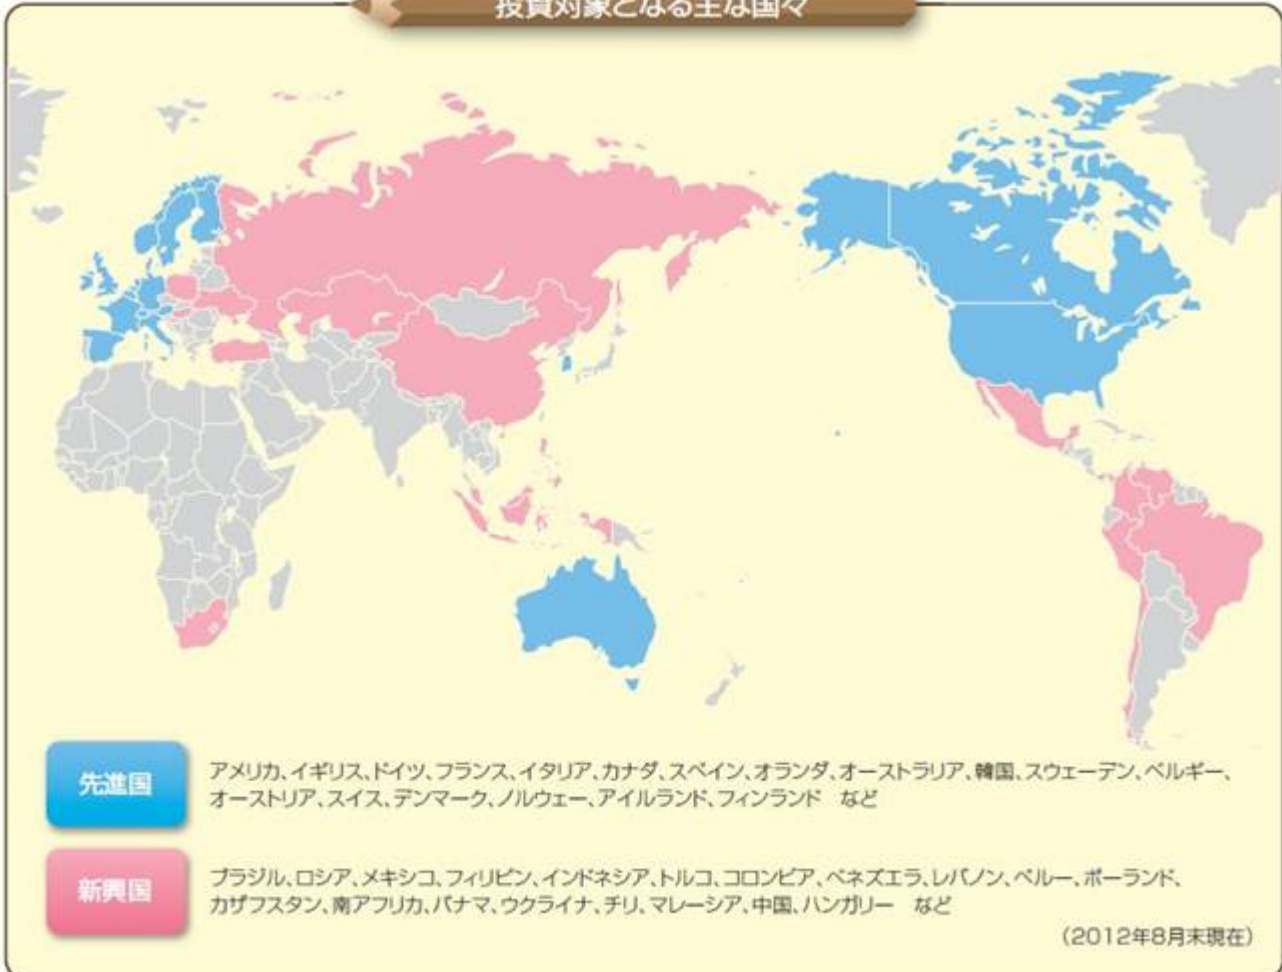 投資対象となる主な国々
先進国
アメリカ、イギリス、ドイツ、フランス、イタリア、カナダ、スペイン、オランダ、オーストラリア、韓国、スウェーデン、ベルギー、
オーストリア、スイス、デンマーク、ノルウェー、アイルランド、フィンランド　など
新興国
ブラジル、ロシア、メキシコ、フィリピン、インドネシア、トルコ、コロンビア、ベネズエラ、レバノン、ペルー、ポーランド、
カザフスタン、南アフリカ、パナマ、ウクライナ、チリ、マレーシア、中国、ハンガリー　など
（2012年8月末現在）